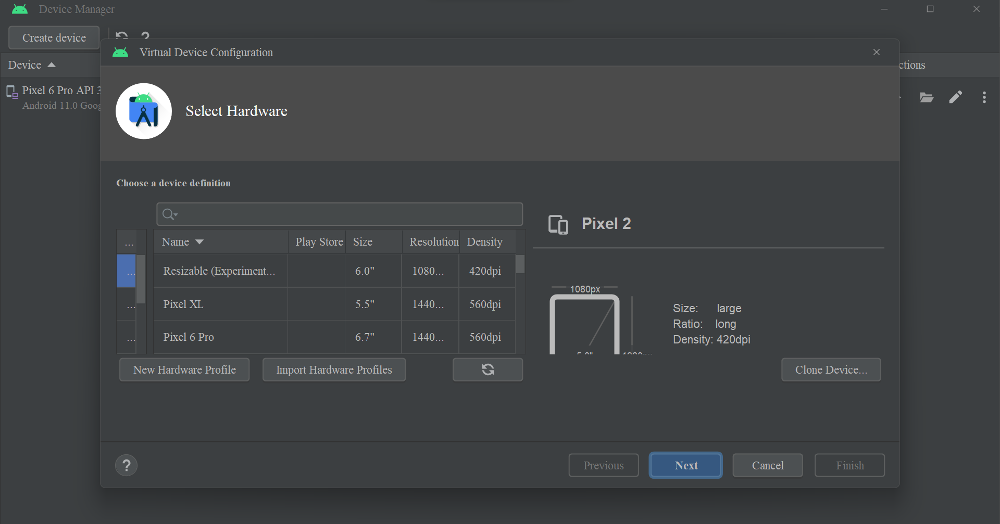 Device Manager
Create device
?
Virtual Device Configuration
Device
ctions
Pixel 6 Pro API 3
Android 11.0 Goog
Select Hardware
Choose a device definition
Pixel 2
... Name Play Store Size Resolution Density
... Resizable (Experiment... 6.0" 1080... 420dpi
... Pixel XL 5.5" 1440... 560dpi
... Pixel 6 Pro 6.7" 1440... 560dpi
1080px
Size: large
Ratio: long
Density: 420dpi
New Hardware Profile Import Hardware Profiles Clone Device...
? Previous Next Cancel Finish